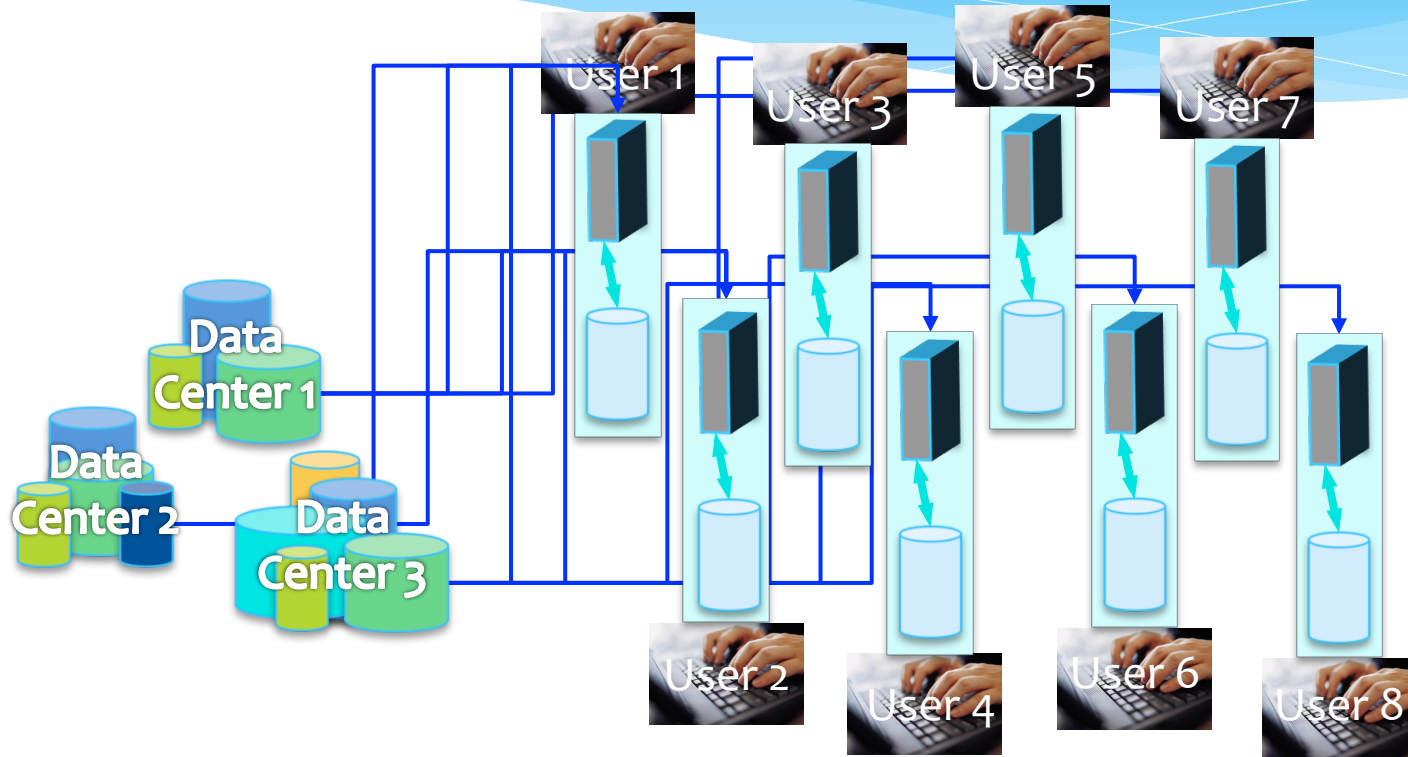 User 1
User 3
User 5
User 7
Data
Center 1
Data
Center 2
Data
Center 3
User 2
User 4
User 6
User 8